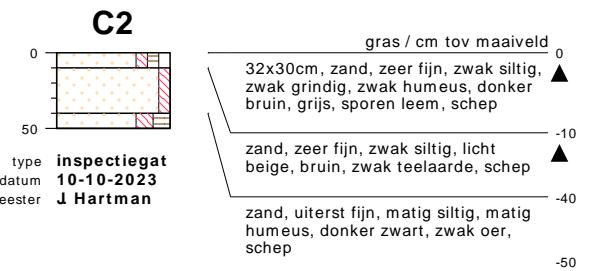 C2
gras / cm tov maaiveld
0
0
32x30cm, zand, zeer fijn, zwak siltig,
zwak grindig, zwak humeus, donker
bruin, grijs, sporen leem, schep
50
-10
zand, zeer fijn, zwak siltig, licht
beige, bruin, zwak teelaarde, schep
type inspectiegat
datum 10-10-2023
eester J. Hartman
-40
zand, uiterst fijn, matig siltig, matig
humeus, donker zwart, zwak oer,
schep
-50